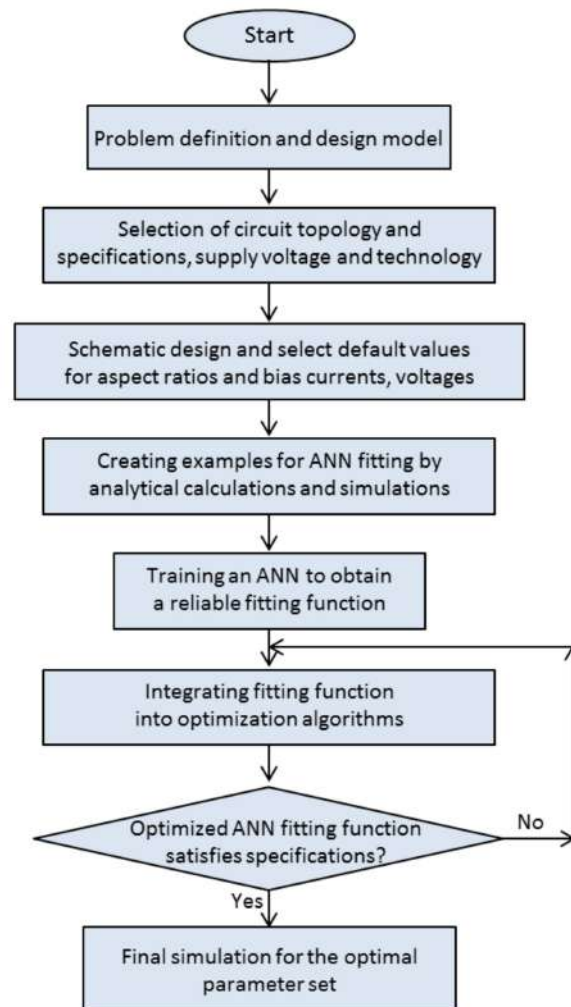 Start
Problem definition and design model
Selection of circuit topology and
specifications, supply voltage and technology
Schematic design and select default values
for aspect ratios and bias currents, voltages
Creating examples for ANN fitting by
analytical calculations and simulations
Training an ANN to obtain
a reliable fitting function
Integrating fitting function
into optimization algorithms
Optimized ANN fitting function
satisfies specifications?
No
Yes
Final simulation for the optimal
parameter set